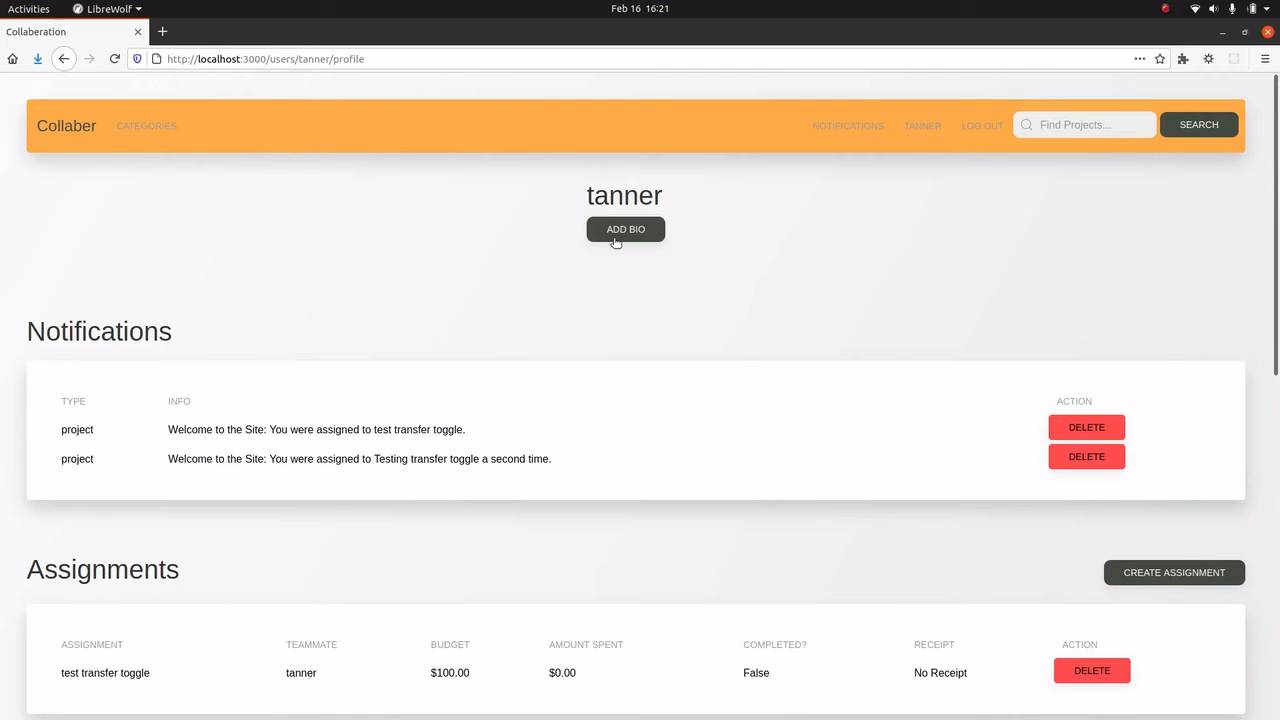 Activities LibreWolf Feb 16 16:21
Collaberation
http://localhost:3000/users/tanner/profile
Collaber CATEGORIES NOTIFICATIONS TANNER LOG OUT Find Projects... SEARCH
tanner
ADD BIO
Notifications
TYPE INFO ACTION
project Welcome to the Site: You were assigned to test transfer toggle. DELETE
project Welcome to the Site: You were assigned to Testing transfer toggle a second time. DELETE
Assignments CREATE ASSIGNMENT
ASSIGNMENT TEAMMATE BUDGET AMOUNT SPENT COMPLETED? RECEIPT ACTION
test transfer toggle tanner $100.00 $0.00 False No Receipt DELETE